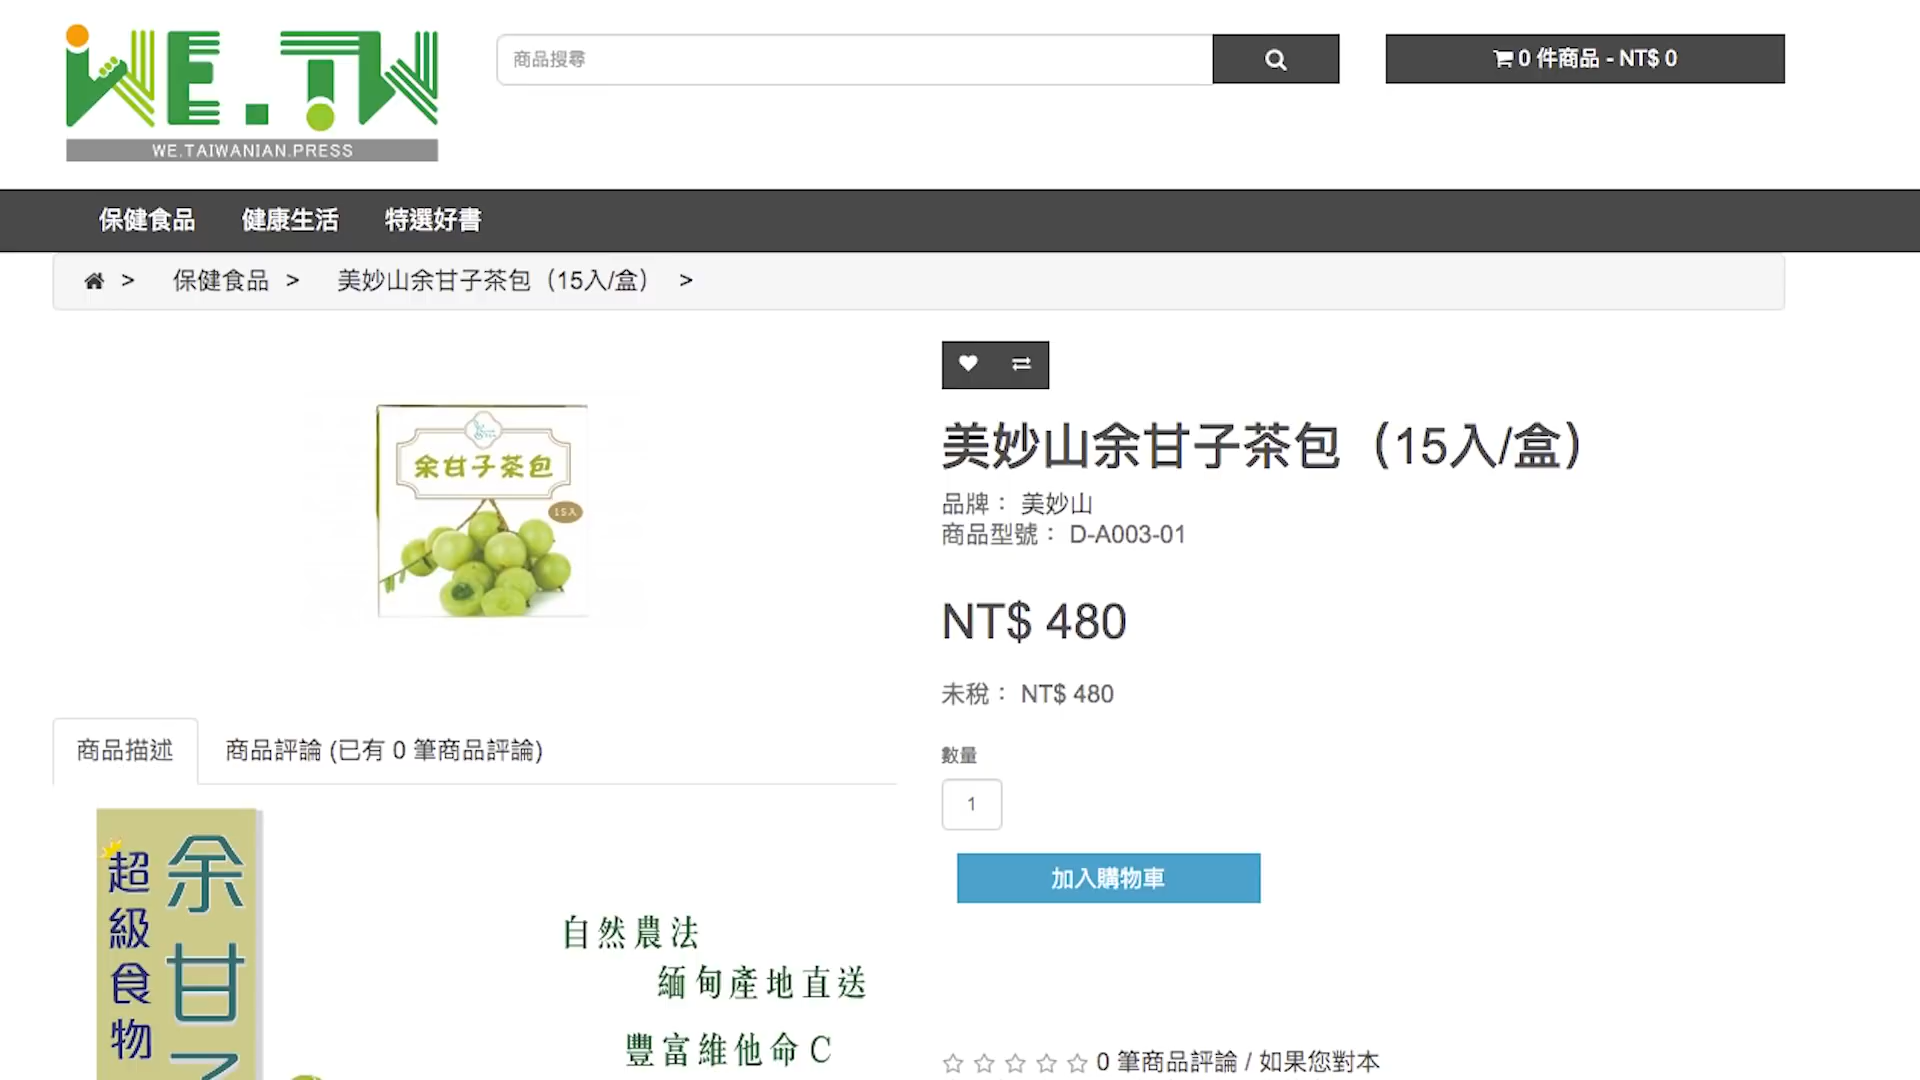 WE.TW
WE.TAIWANIAN.PRESS
商品搜尋
0 件商品 - NT$ 0
保健食品 健康生活 特選好書
> 保健食品 > 美妙山余甘子茶包（15入/盒） >
余甘子茶包
15入
美妙山余甘子茶包（15入/盒）
品牌： 美妙山
商品型號： D-A003-01
NT$ 480
未稅： NT$ 480
數量
1
加入購物車
0 筆商品評論 / 如果您對本
商品描述 商品評論 (已有 0 筆商品評論)
余甘子
超級食物
自然農法
緬甸產地直送
豐富維他命C